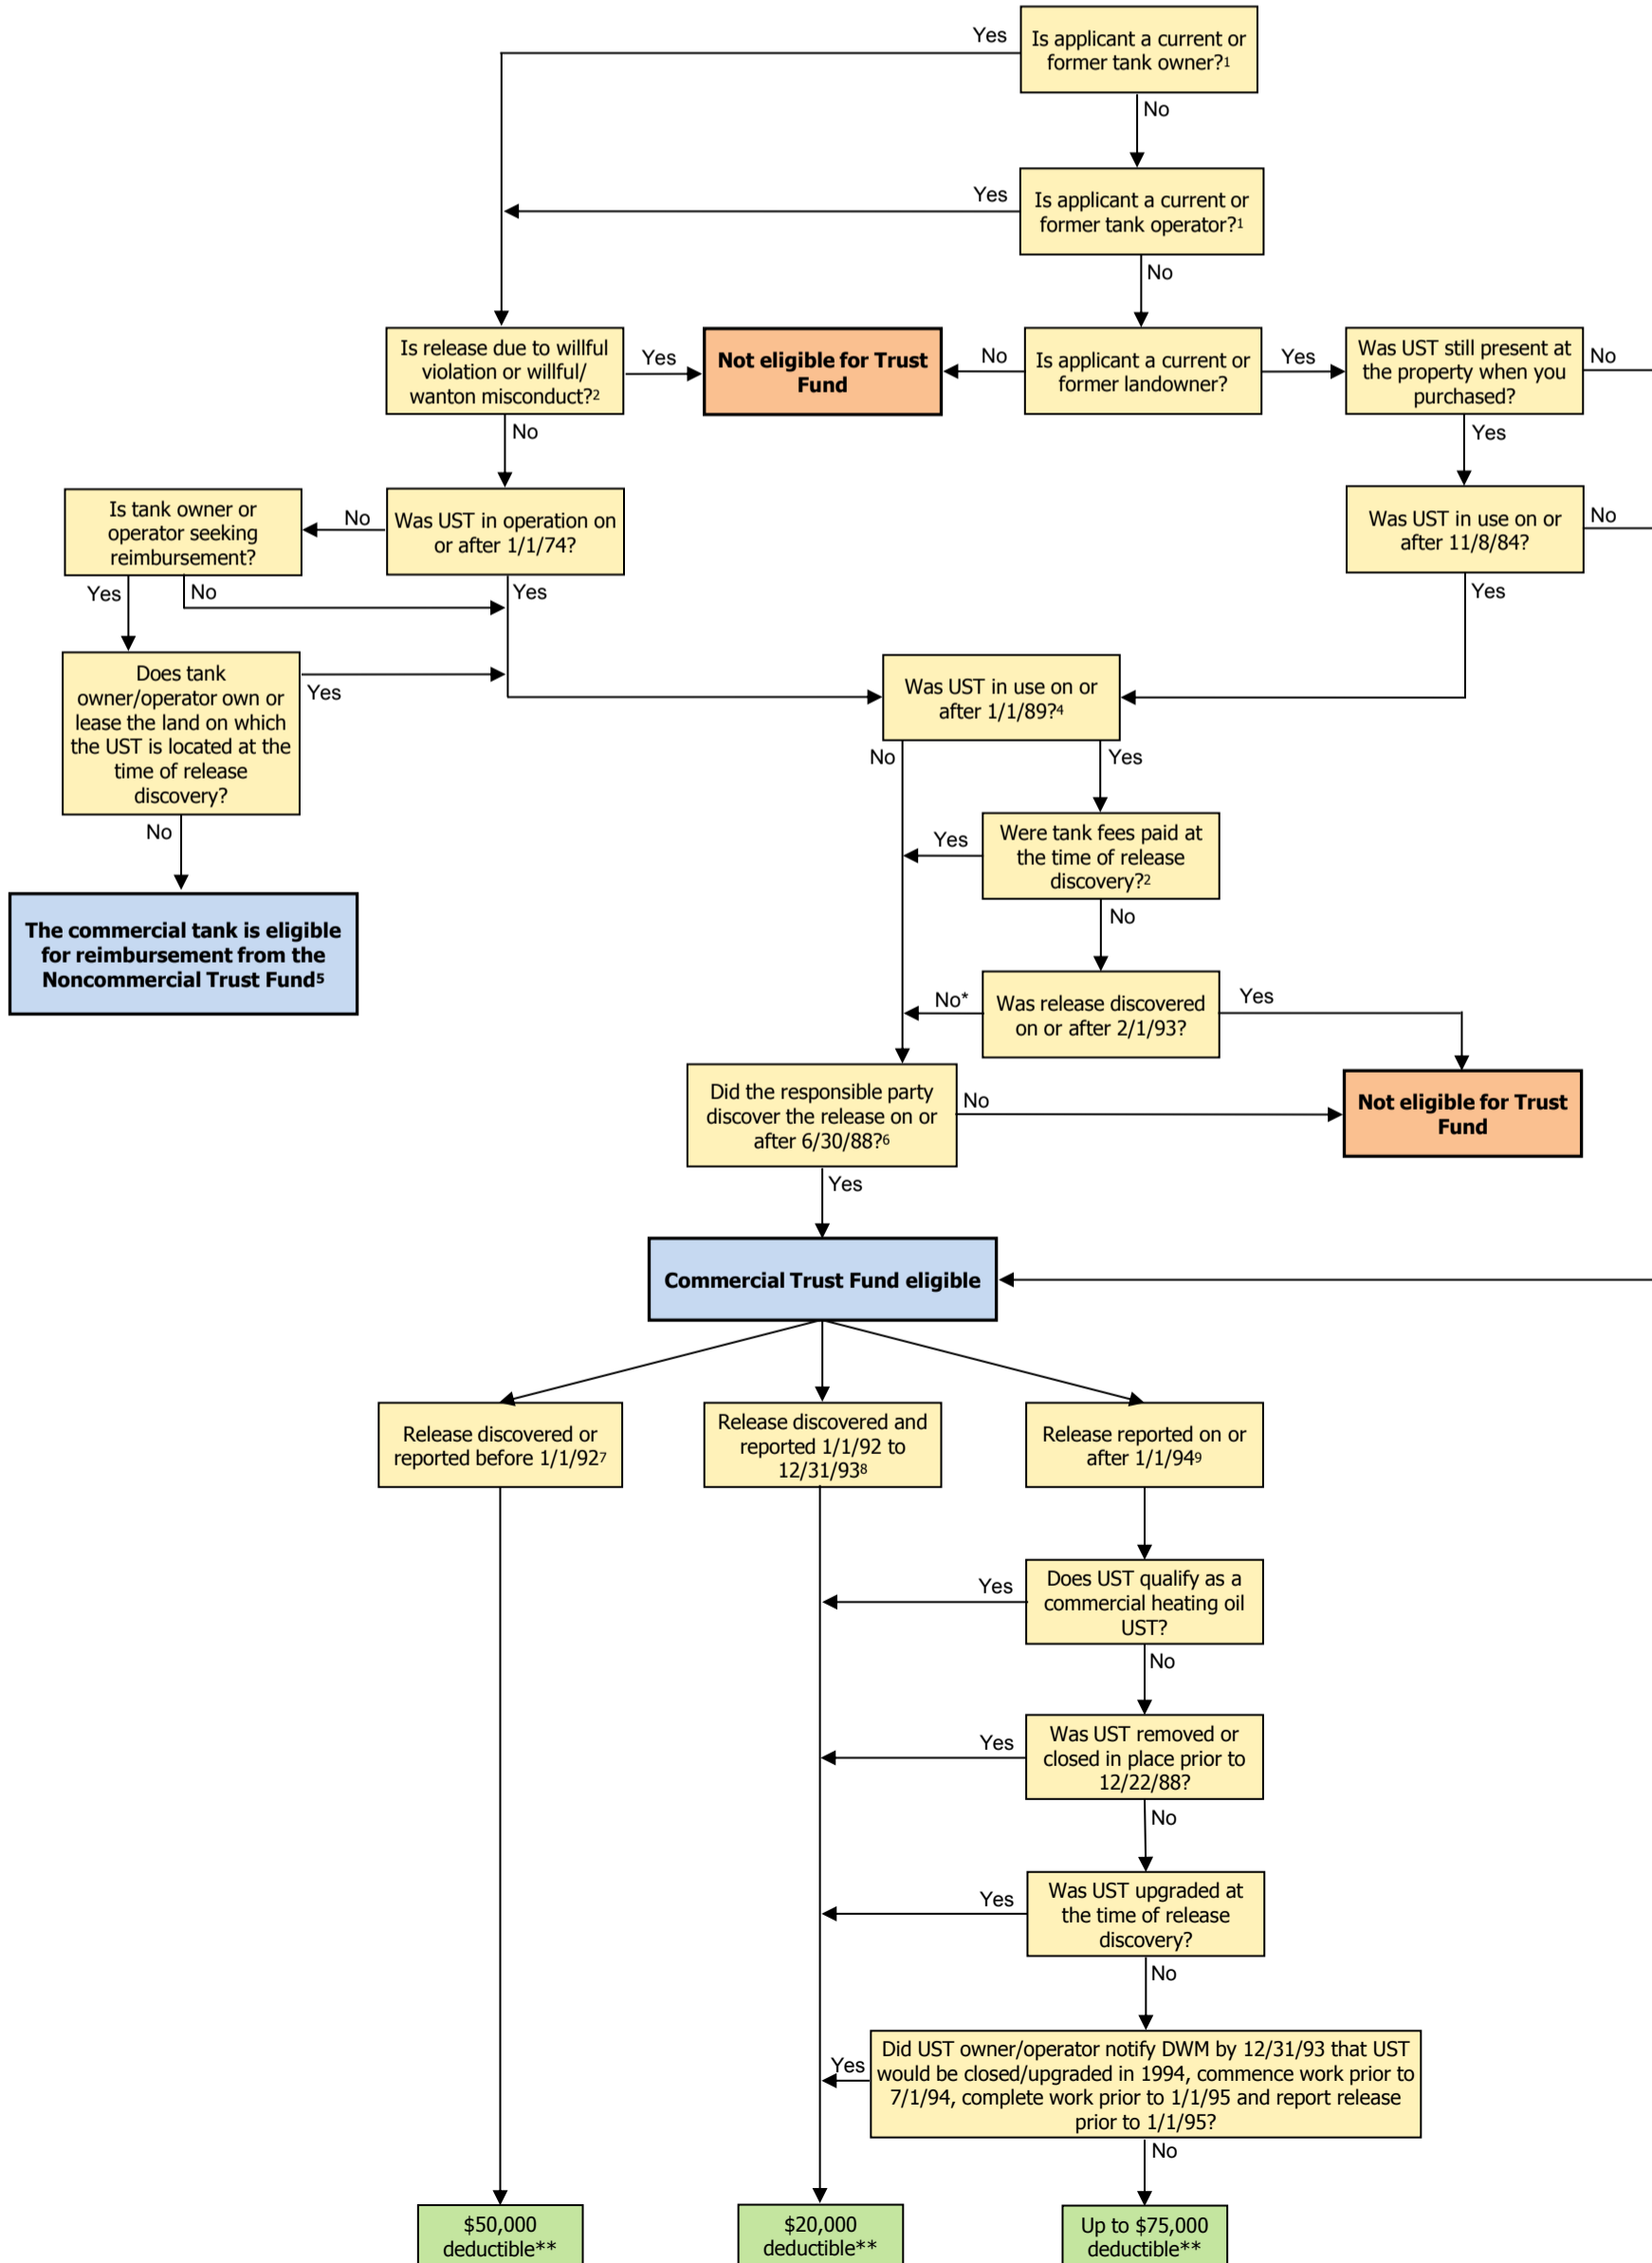 Is applicant a current or
former tank owner?1
Yes
No
Is applicant a current or
former tank operator?1
Yes
No
Is release due to willful
violation or willful/
wanton misconduct?2
Yes
Not eligible for Trust
Fund
No
Is applicant a current or
former landowner?
Yes
Was UST still present at
the property when you
purchased?
No
No
Yes
Is tank owner or
operator seeking
reimbursement?
No
Was UST in operation on
or after 1/1/74?
Was UST in use on or
after 11/8/84?
No
Yes
No
Yes
Yes
Does tank
owner/operator own or
lease the land on which
the UST is located at the
time of release
discovery?
Yes
Was UST in use on or
after 1/1/89?4
No
Yes
No
Were tank fees paid at
the time of release
discovery?2
Yes
No
The commercial tank is eligible
for reimbursement from the
Noncommercial Trust Fund5
Was release discovered
on or after 2/1/93?
No*
Yes
Did the responsible party
discover the release on or
after 6/30/88?6
No
Not eligible for Trust
Fund
Yes
Commercial Trust Fund eligible
Release discovered or
reported before 1/1/927
Release discovered and
reported 1/1/92 to
12/31/938
Release reported on or
after 1/1/949
Does UST qualify as a
commercial heating oil
UST?
Yes
No
Was UST removed or
closed in place prior to
12/22/88?
Yes
No
Was UST upgraded at
the time of release
discovery?
Yes
No
Did UST owner/operator notify DWM by 12/31/93 that UST
would be closed/upgraded in 1994, commence work prior to
7/1/94, complete work prior to 1/1/95 and report release
prior to 1/1/95?
Yes
No
$50,000
deductible**
$20,000
deductible**
Up to $75,000
deductible**